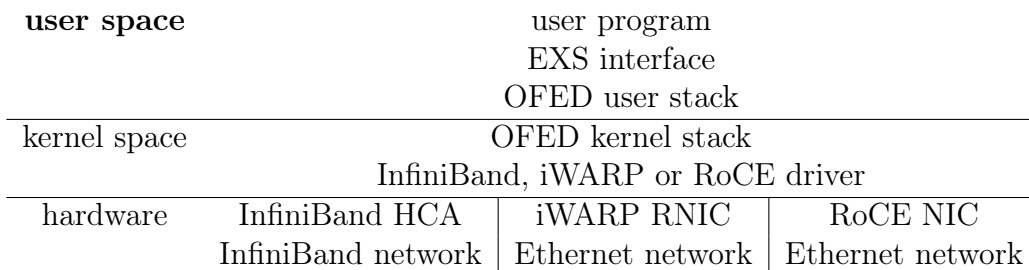 user space user program
EXS interface
OFED user stack
kernel space OFED kernel stack
InfiniBand, iWARP or RoCE driver
hardware InfiniBand HCA iWARP RNIC RoCE NIC
InfiniBand network Ethernet network Ethernet network